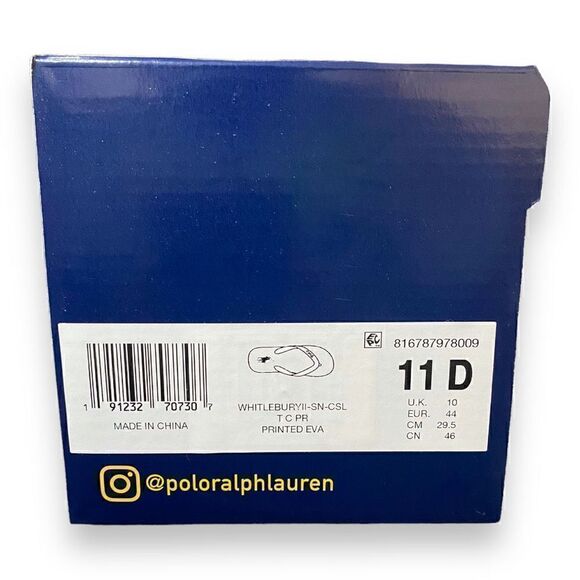 816787978009
11 D
U.K. 10
EUR. 44
CM 29.5
CN 46
1 91232 70730 7
MADE IN CHINA
WHITLEBURYII-SN-CSL
T C PR
PRINTED EVA
@poloralphlauren